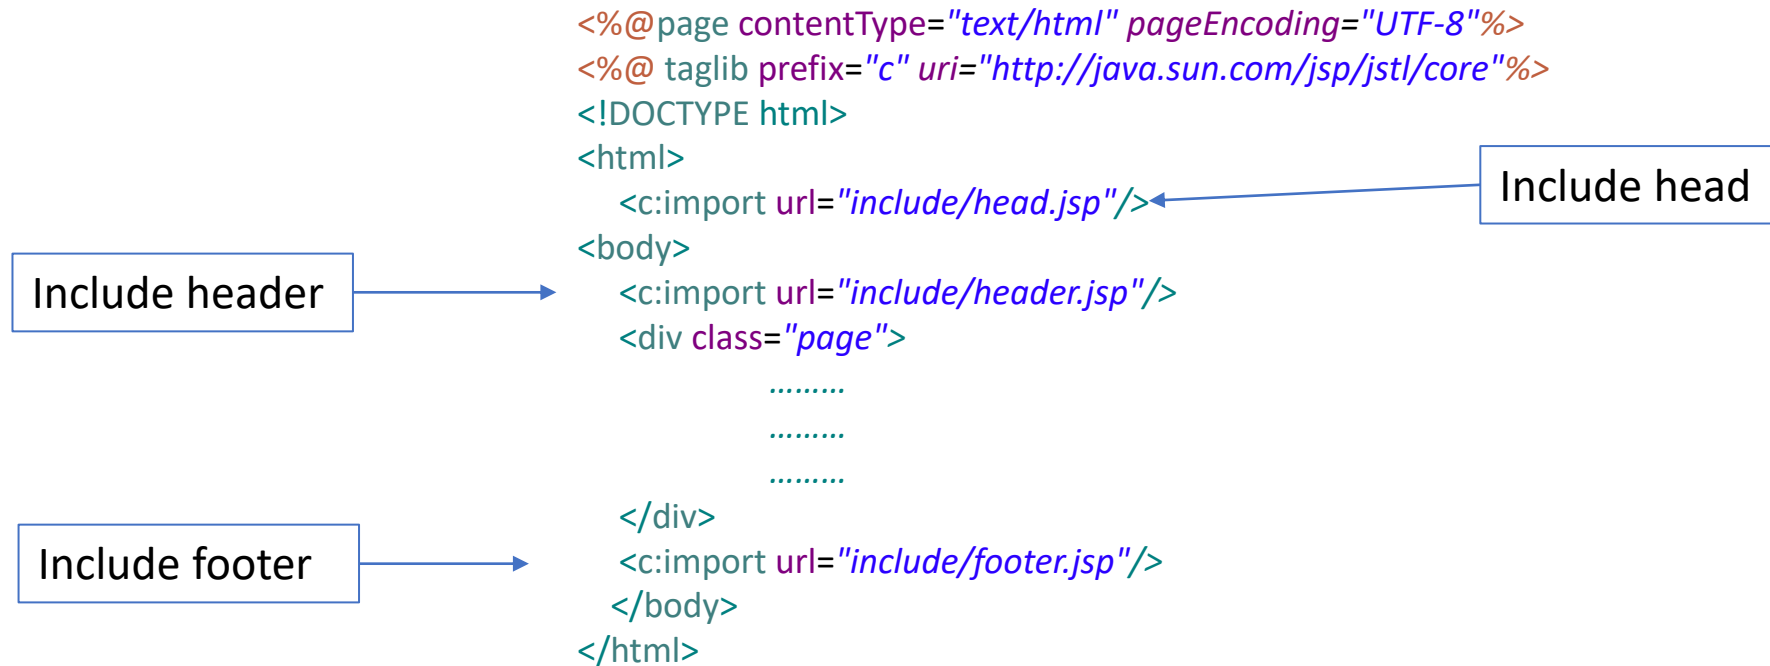 <%@page contentType="text/html" pageEncoding="UTF-8"%>
<%@ taglib prefix="c" uri="http://java.sun.com/jsp/jstl/core"%>
<!DOCTYPE html>
<html>
<c:import url="include/head.jsp"/>
Include head
<body>
Include header
<c:import url="include/header.jsp"/>
<div class="page">
………
………
………
</div>
Include footer
<c:import url="include/footer.jsp"/>
</body>
</html>